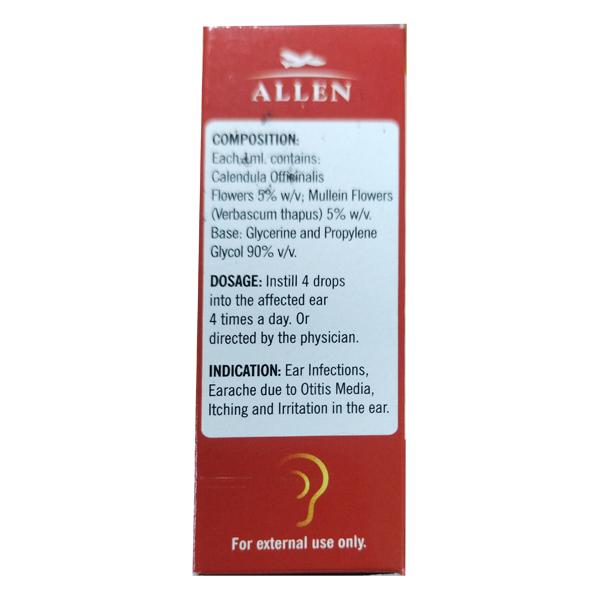 ALLEN
COMPOSITION:
Each 1ml. contains:
Calendula Officinalis
Flowers 5% w/v; Mullein Flowers
(Verbascum thapus) 5% w/v.
Base: Glycerine and Propylene
Glycol 90% v/v.
DOSAGE: Instill 4 drops
into the affected ear
4 times a day. Or
directed by the physician.
INDICATION: Ear Infections,
Earache due to Otitis Media,
Itching and Irritation in the ear.
For external use only.